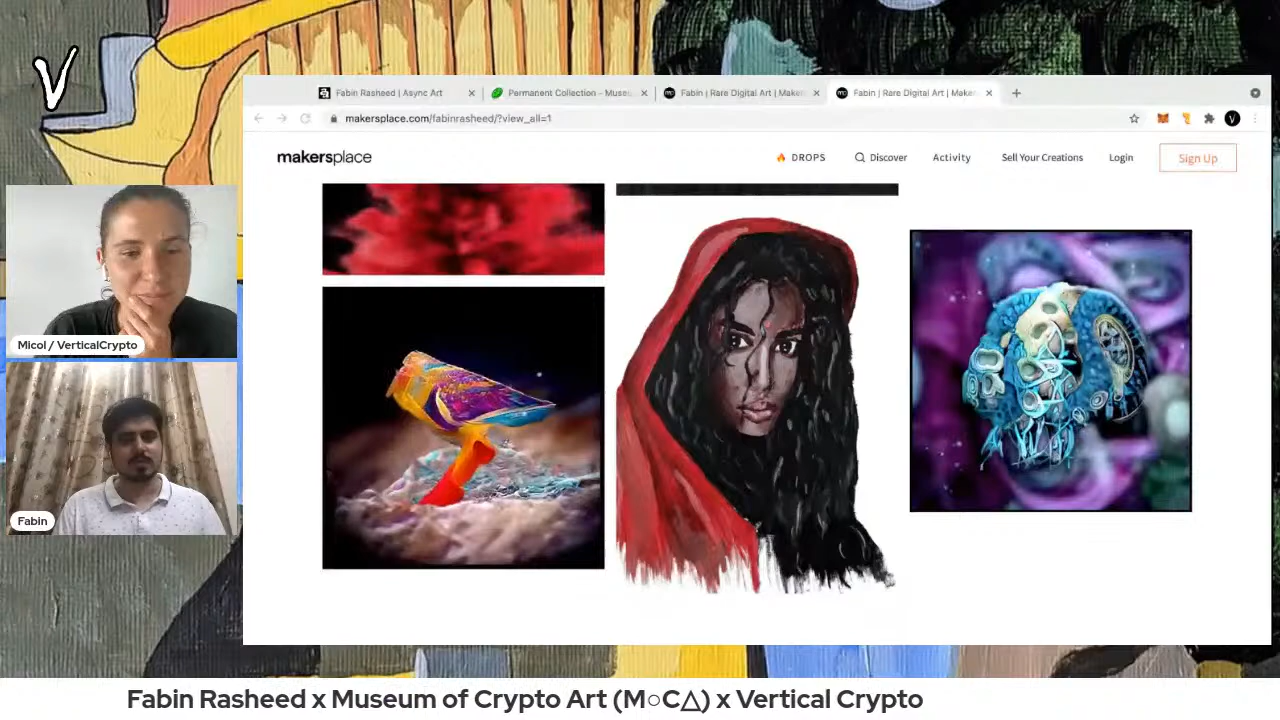 V
Fabin Rasheed | Async Art
Permanent Collection – Museu
Fabin | Rare Digital Art | Maker
Fabin | Rare Digital Art | Maker
makersplace.com/fabinrasheed/?view_all=1
V
makersplace
DROPS
Discover
Activity
Sell Your Creations
Login
Sign Up
Micol / VerticalCrypto
Fabin
Fabin Rasheed x Museum of Crypto Art (M○C△) x Vertical Crypto